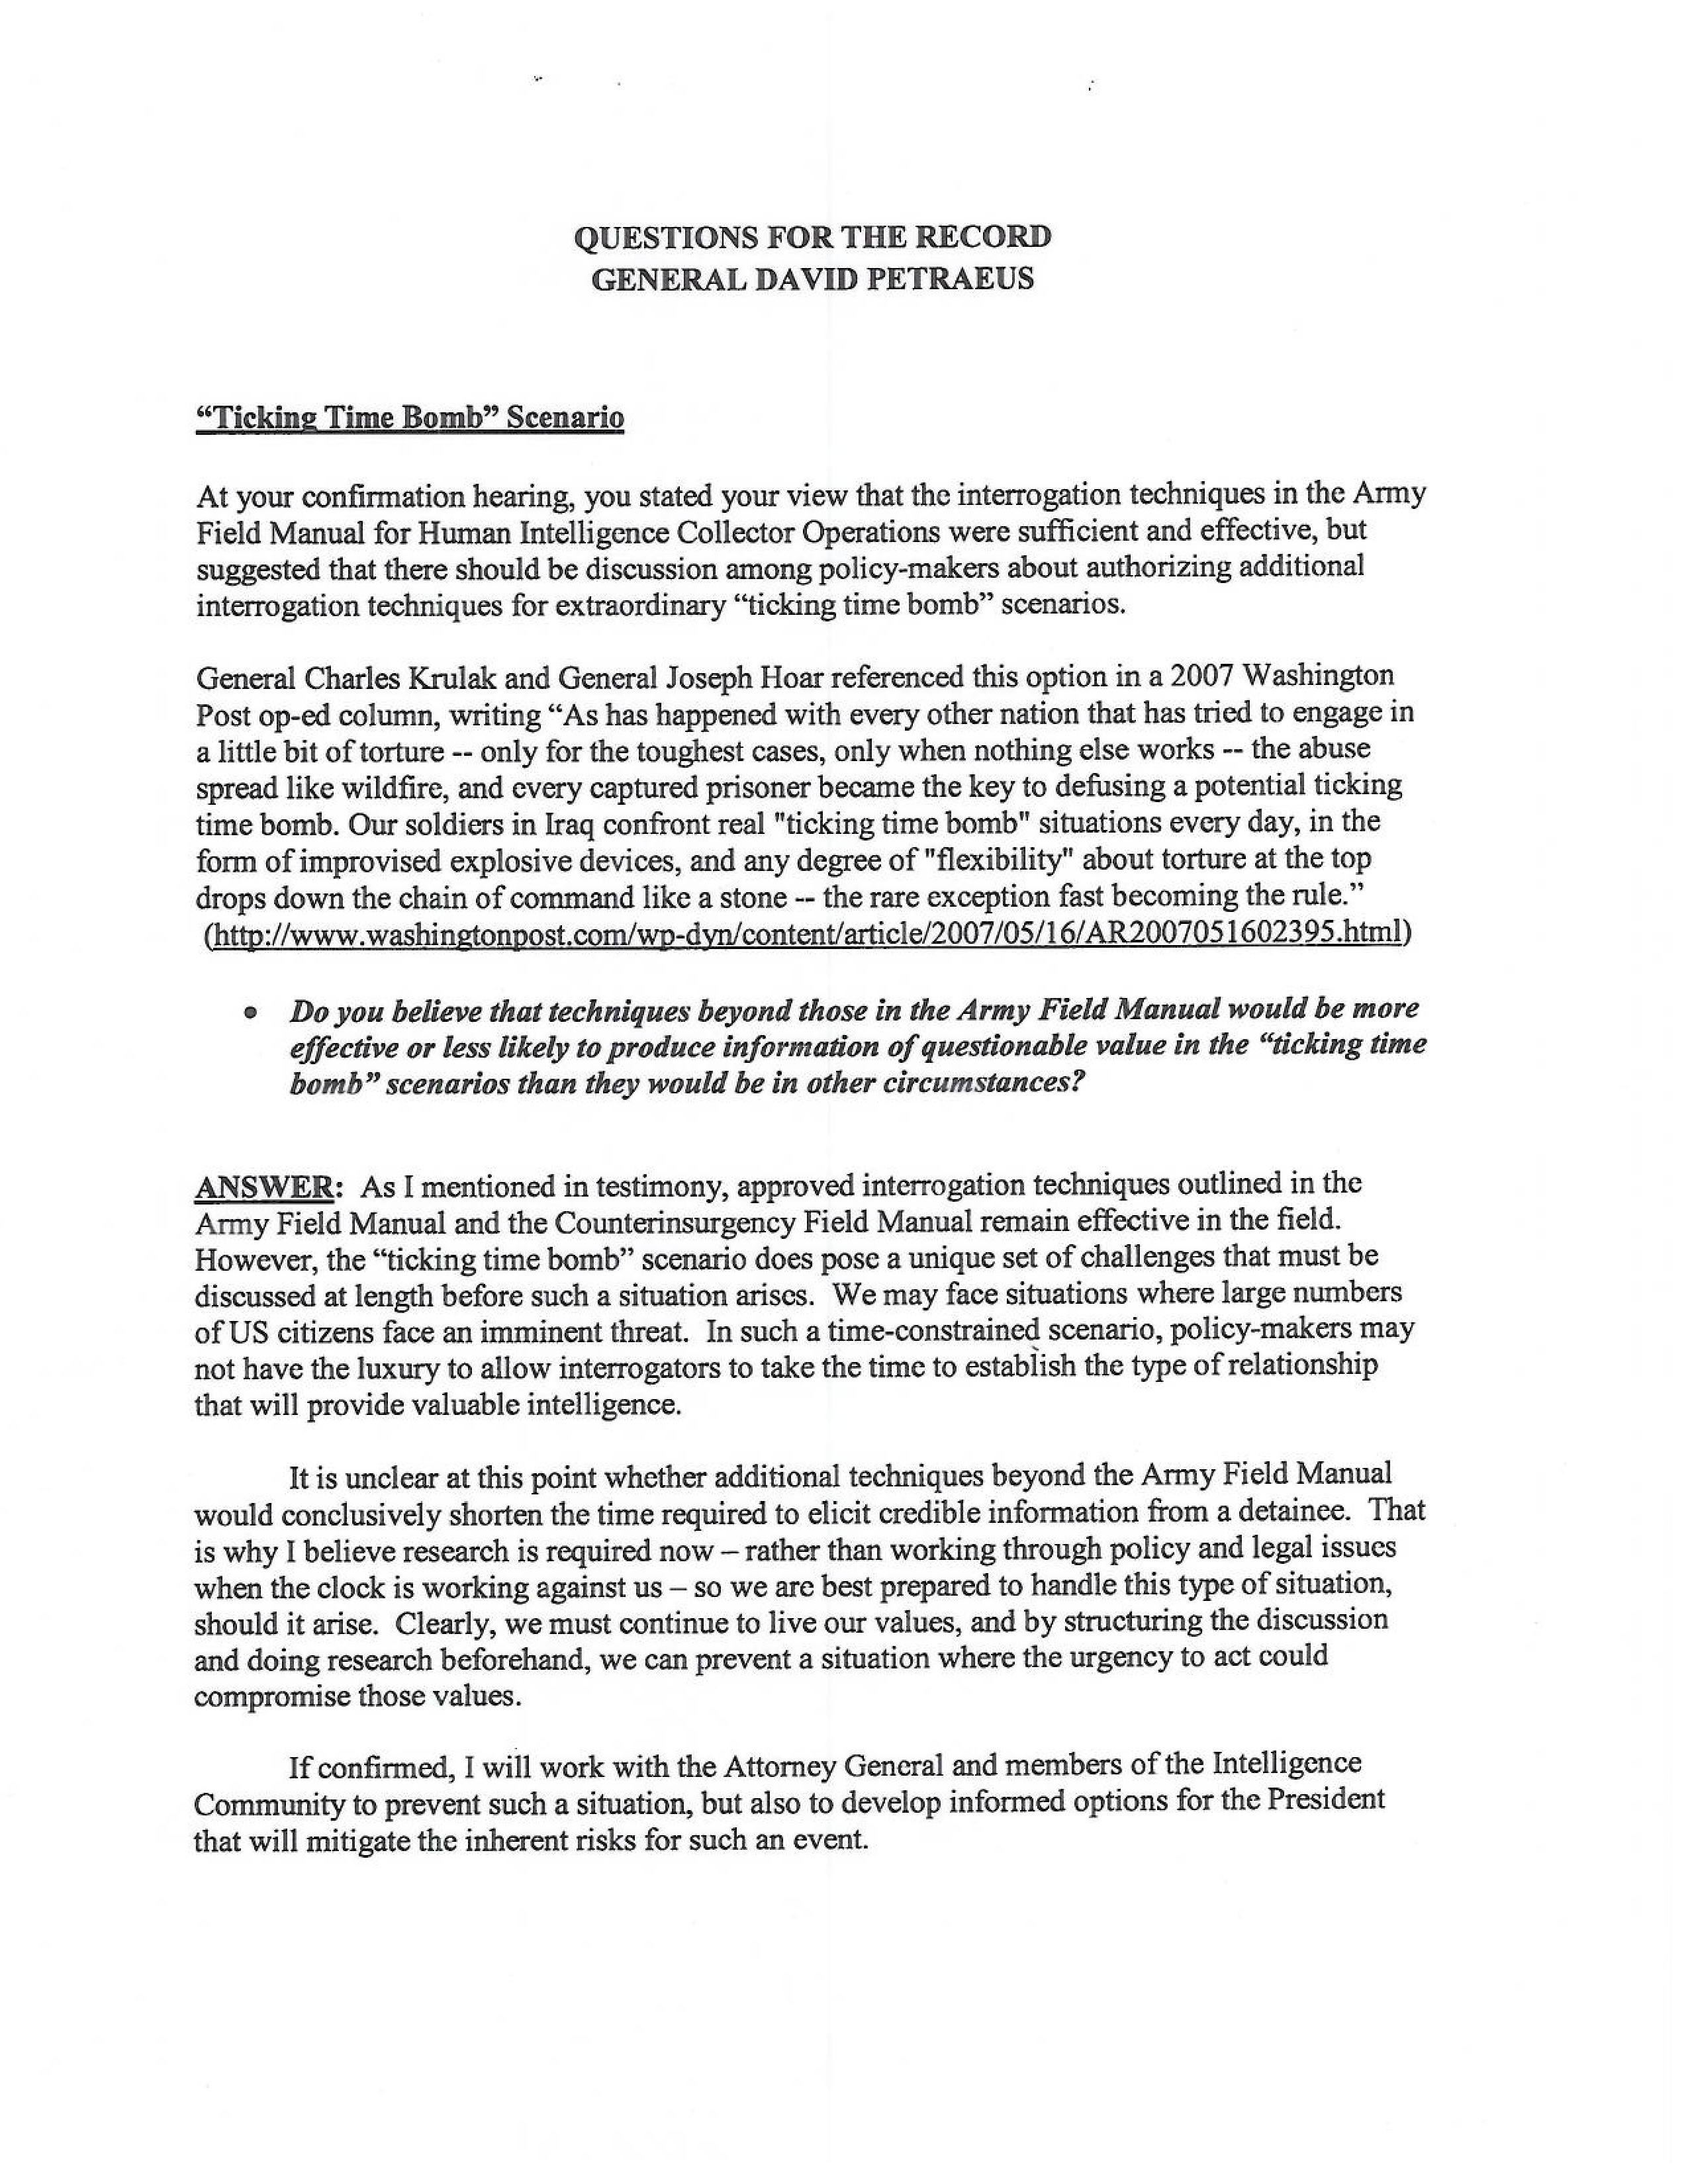 QUESTIONS FOR THE RECORD
GENERAL DAVID PETRAEUS
“Ticking Time Bomb” Scenario
At your confirmation hearing, you stated your view that the interrogation techniques in the Army
Field Manual for Human Intelligence Collector Operations were sufficient and effective, but
suggested that there should be discussion among policy-makers about authorizing additional
interrogation techniques for extraordinary “ticking time bomb” scenarios.
General Charles Krulak and General Joseph Hoar referenced this option in a 2007 Washington
Post op-ed column, writing “As has happened with every other nation that has tried to engage in
a little bit of torture -- only for the toughest cases, only when nothing else works -- the abuse
spread like wildfire, and every captured prisoner became the key to defusing a potential ticking
time bomb. Our soldiers in Iraq confront real "ticking time bomb" situations every day, in the
form of improvised explosive devices, and any degree of "flexibility" about torture at the top
drops down the chain of command like a stone -- the rare exception fast becoming the rule.”
(http://www.washingtonpost.com/wp-dyn/content/article/2007/05/16/AR2007051602395.html)
• Do you believe that techniques beyond those in the Army Field Manual would be more
effective or less likely to produce information of questionable value in the “ticking time
bomb” scenarios than they would be in other circumstances?
ANSWER: As I mentioned in testimony, approved interrogation techniques outlined in the
Army Field Manual and the Counterinsurgency Field Manual remain effective in the field.
However, the “ticking time bomb” scenario does pose a unique set of challenges that must be
discussed at length before such a situation arises. We may face situations where large numbers
of US citizens face an imminent threat. In such a time-constrained scenario, policy-makers may
not have the luxury to allow interrogators to take the time to establish the type of relationship
that will provide valuable intelligence.
It is unclear at this point whether additional techniques beyond the Army Field Manual
would conclusively shorten the time required to elicit credible information from a detainee. That
is why I believe research is required now – rather than working through policy and legal issues
when the clock is working against us – so we are best prepared to handle this type of situation,
should it arise. Clearly, we must continue to live our values, and by structuring the discussion
and doing research beforehand, we can prevent a situation where the urgency to act could
compromise those values.
If confirmed, I will work with the Attorney General and members of the Intelligence
Community to prevent such a situation, but also to develop informed options for the President
that will mitigate the inherent risks for such an event.